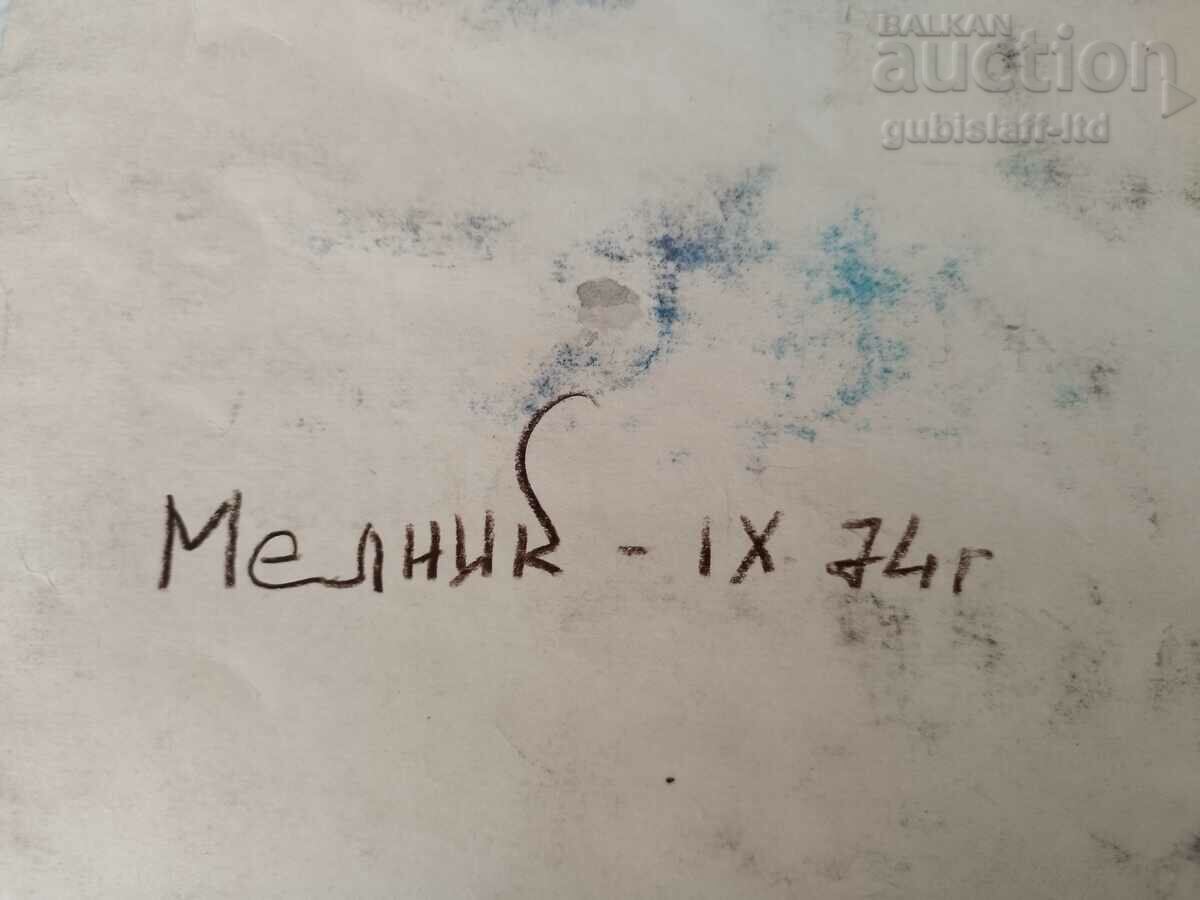 BALKAN
auction
gubislaff-ltd
Мелник - IX 74г